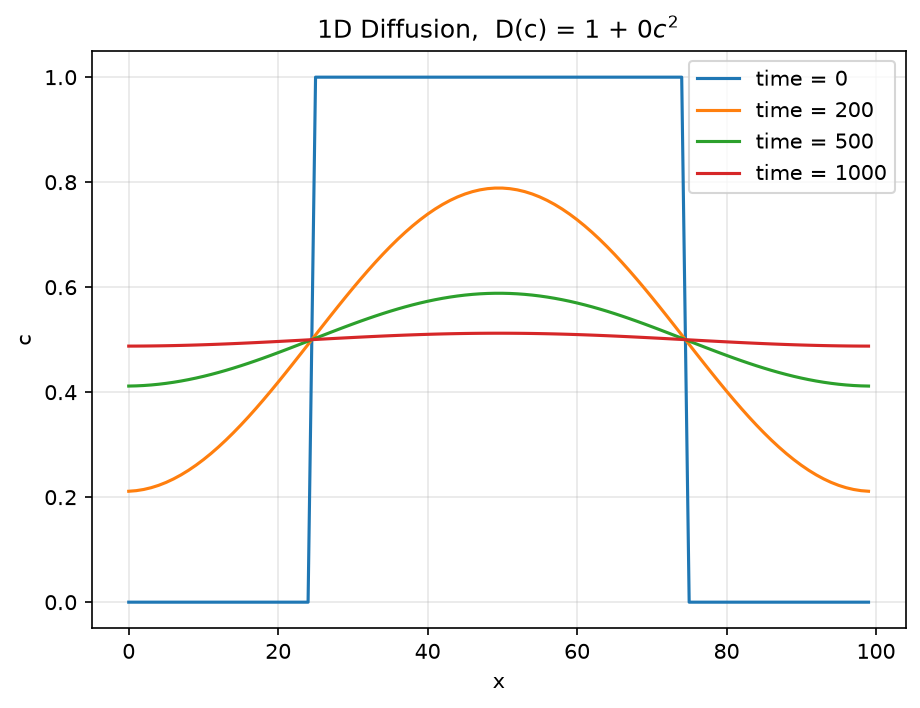 1D Diffusion,  D(c) = 1 + 0c²
time = 0
time = 200
time = 500
time = 1000
1.0
0.8
0.6
0.4
0.2
0.0
c
0 20 40 60 80 100
x